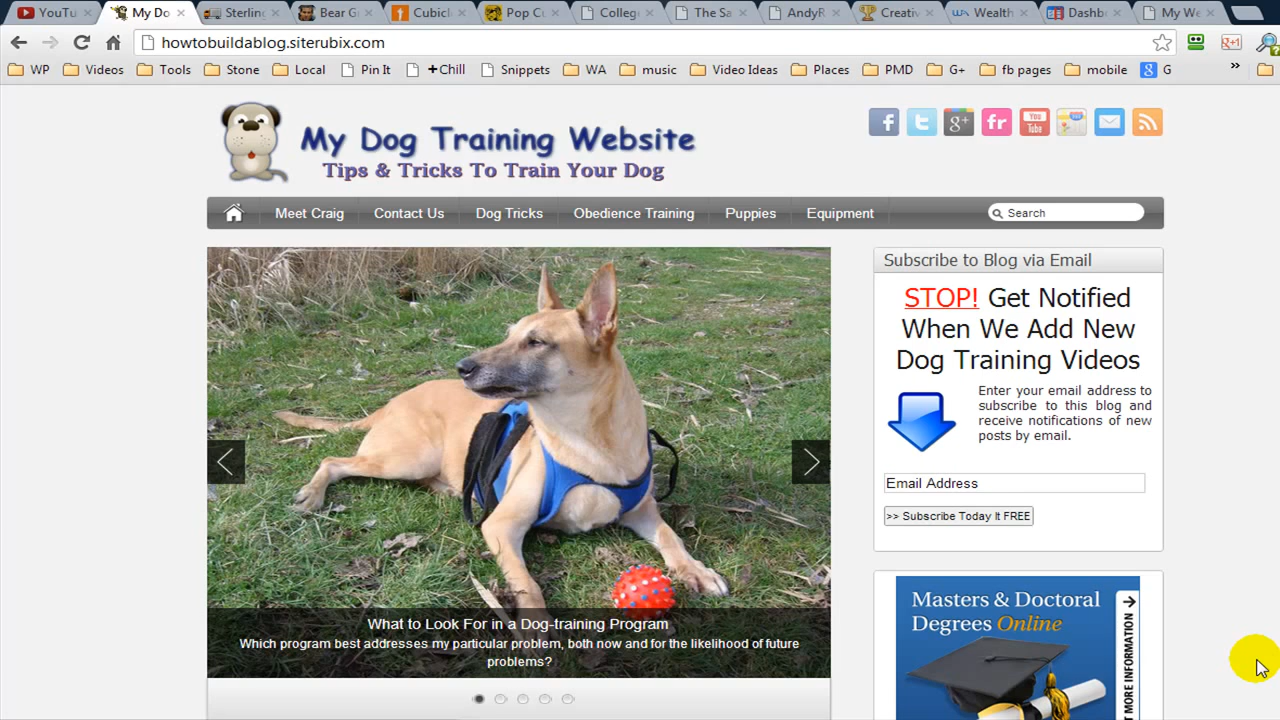 YouTu
My Do
Sterling
Bear G
Cubicl
Pop Cu
Colleg
The Sa
AndyR
Creativ
Wealth
Dashb
My We
howtobuildablog.siterubix.com
WP
Videos
Tools
Stone
Local
Pin It
+Chill
Snippets
WA
music
Video Ideas
Places
PMD
G+
fb pages
mobile
G
My Dog Training Website
Tips & Tricks To Train Your Dog
Meet Craig
Contact Us
Dog Tricks
Obedience Training
Puppies
Equipment
Search
What to Look For in a Dog-training Program
Which program best addresses my particular problem, both now and for the likelihood of future
problems?
Subscribe to Blog via Email
STOP! Get Notified
When We Add New
Dog Training Videos
Enter your email address to
subscribe to this blog and
receive notifications of new
posts by email.
Email Address
>> Subscribe Today It FREE
Masters & Doctoral
Degrees Online
T MORE INFORMATION